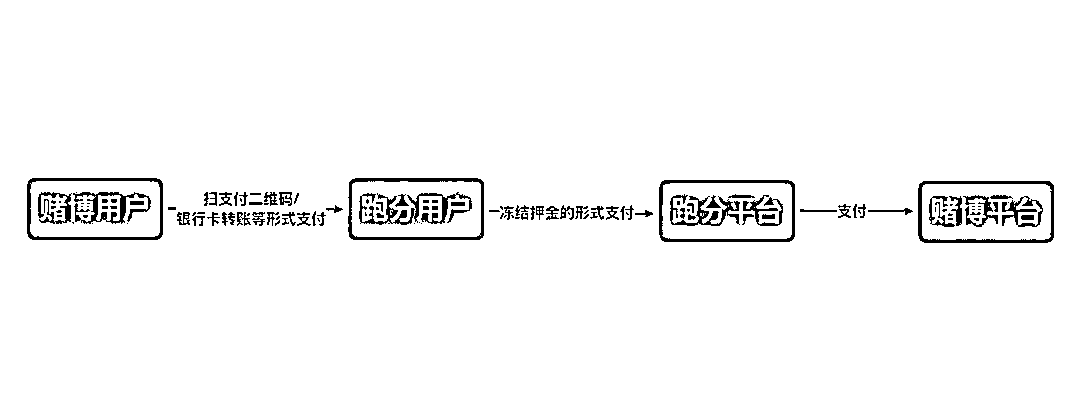 赌博用户
扫支付二维码/
银行卡转账等形式支付
跑分用户
冻结押金的形式支付
跑分平台
支付
赌博平台